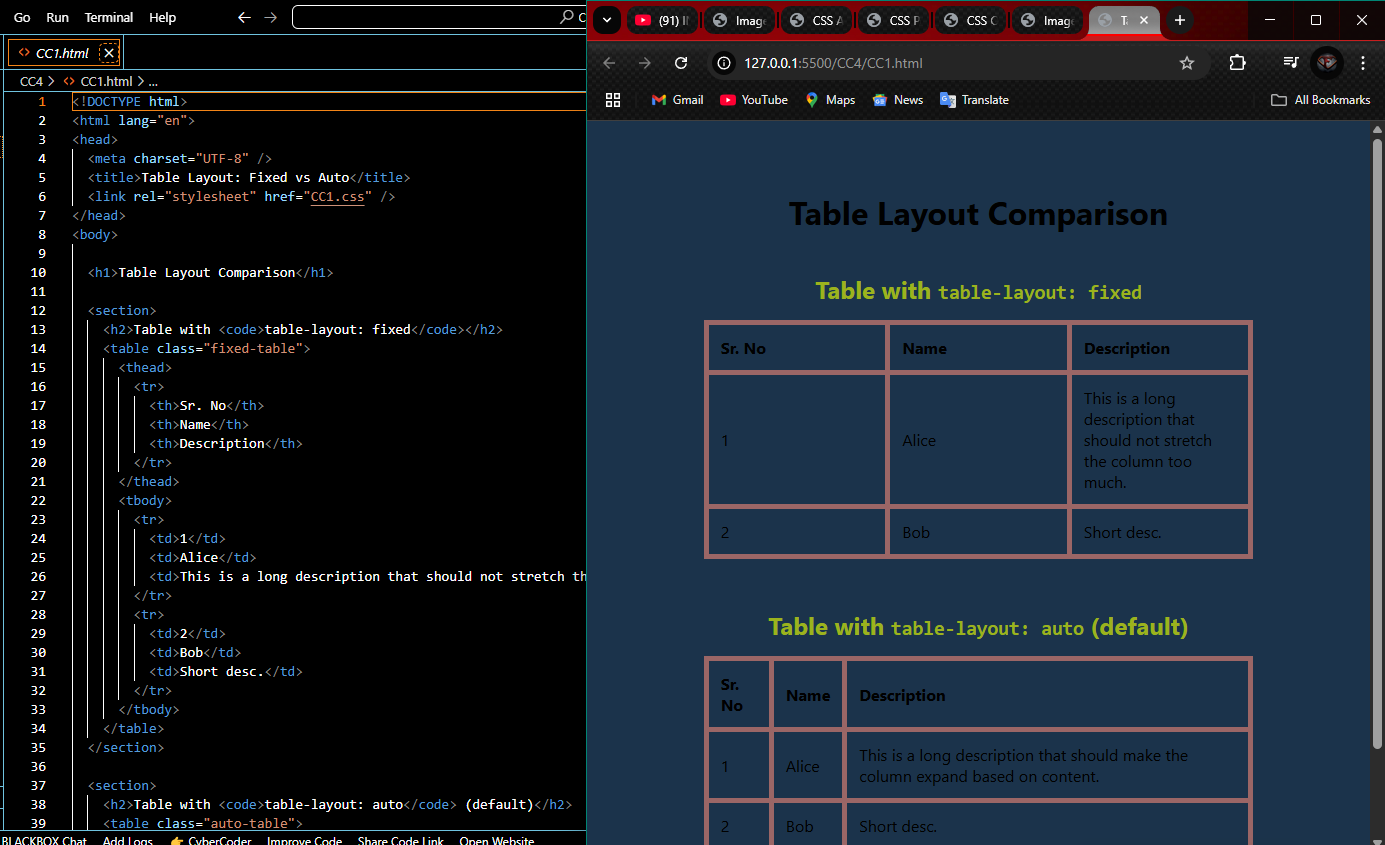 Go Run Terminal Help
CC1.html
CC4 > CC1.html > ...
1 <!DOCTYPE html>
2 <html lang="en">
3 <head>
4 <meta charset="UTF-8" />
5 <title>Table Layout: Fixed vs Auto</title>
6 <link rel="stylesheet" href="CC1.css" />
7 </head>
8 <body>
9
10 <h1>Table Layout Comparison</h1>
11
12 <section>
13 <h2>Table with <code>table-layout: fixed</code></h2>
14 <table class="fixed-table">
15 <thead>
16 <tr>
17 <th>Sr. No</th>
18 <th>Name</th>
19 <th>Description</th>
20 </tr>
21 </thead>
22 <tbody>
23 <tr>
24 <td>1</td>
25 <td>Alice</td>
26 <td>This is a long description that should not stretch th
27 </tr>
28 <tr>
29 <td>2</td>
30 <td>Bob</td>
31 <td>Short desc.</td>
32 </tr>
33 </tbody>
34 </table>
35 </section>
36
37 <section>
38 <h2>Table with <code>table-layout: auto</code> (default)</h2>
39 <table class="auto-table">
BLACKBOX Chat Add Logs 👉 CyberCoder Improve Code Share Code Link Open Website
(91) Image CSS A CSS P CSS C Image
127.0.0.1:5500/CC4/CC1.html
Gmail YouTube Maps News Translate All Bookmarks
Table Layout Comparison
Table with table-layout: fixed
Sr. No Name Description
1 Alice This is a long
description that
should not stretch
the column too
much.
2 Bob Short desc.
Table with table-layout: auto (default)
Sr.
No Name Description
1 Alice This is a long description that should make the
column expand based on content.
2 Bob Short desc.